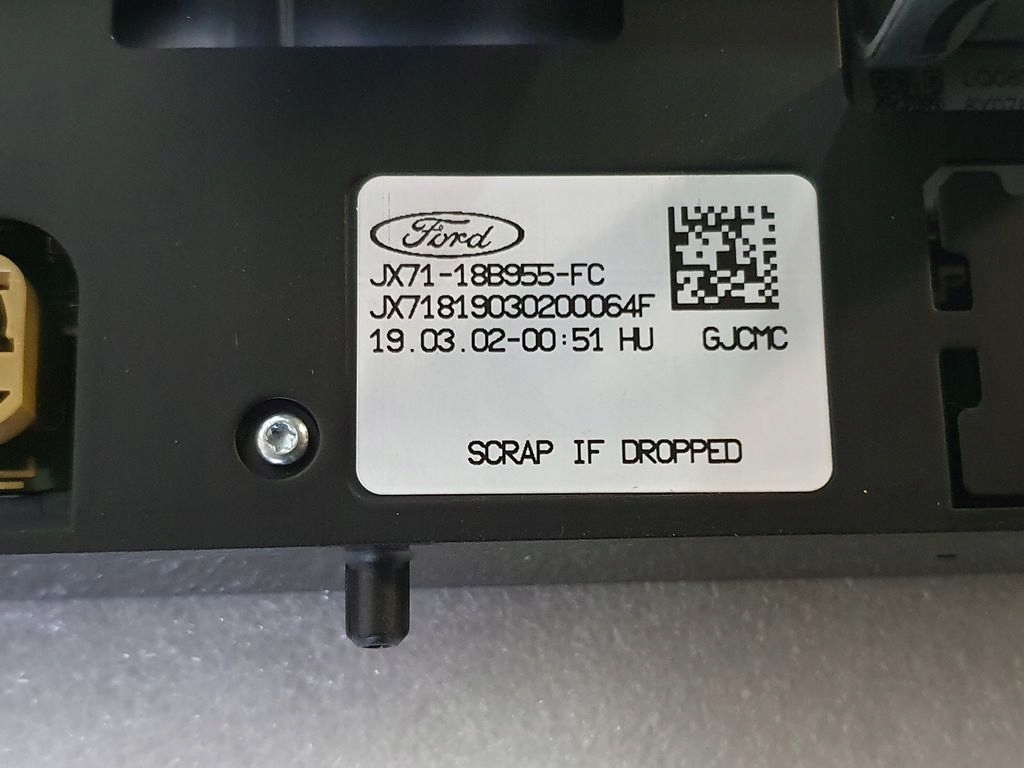 Ford
JX71-18B955-FC
JX71819030200064F
19.03.02-00:51 HU GJCMC
SCRAP IF DROPPED